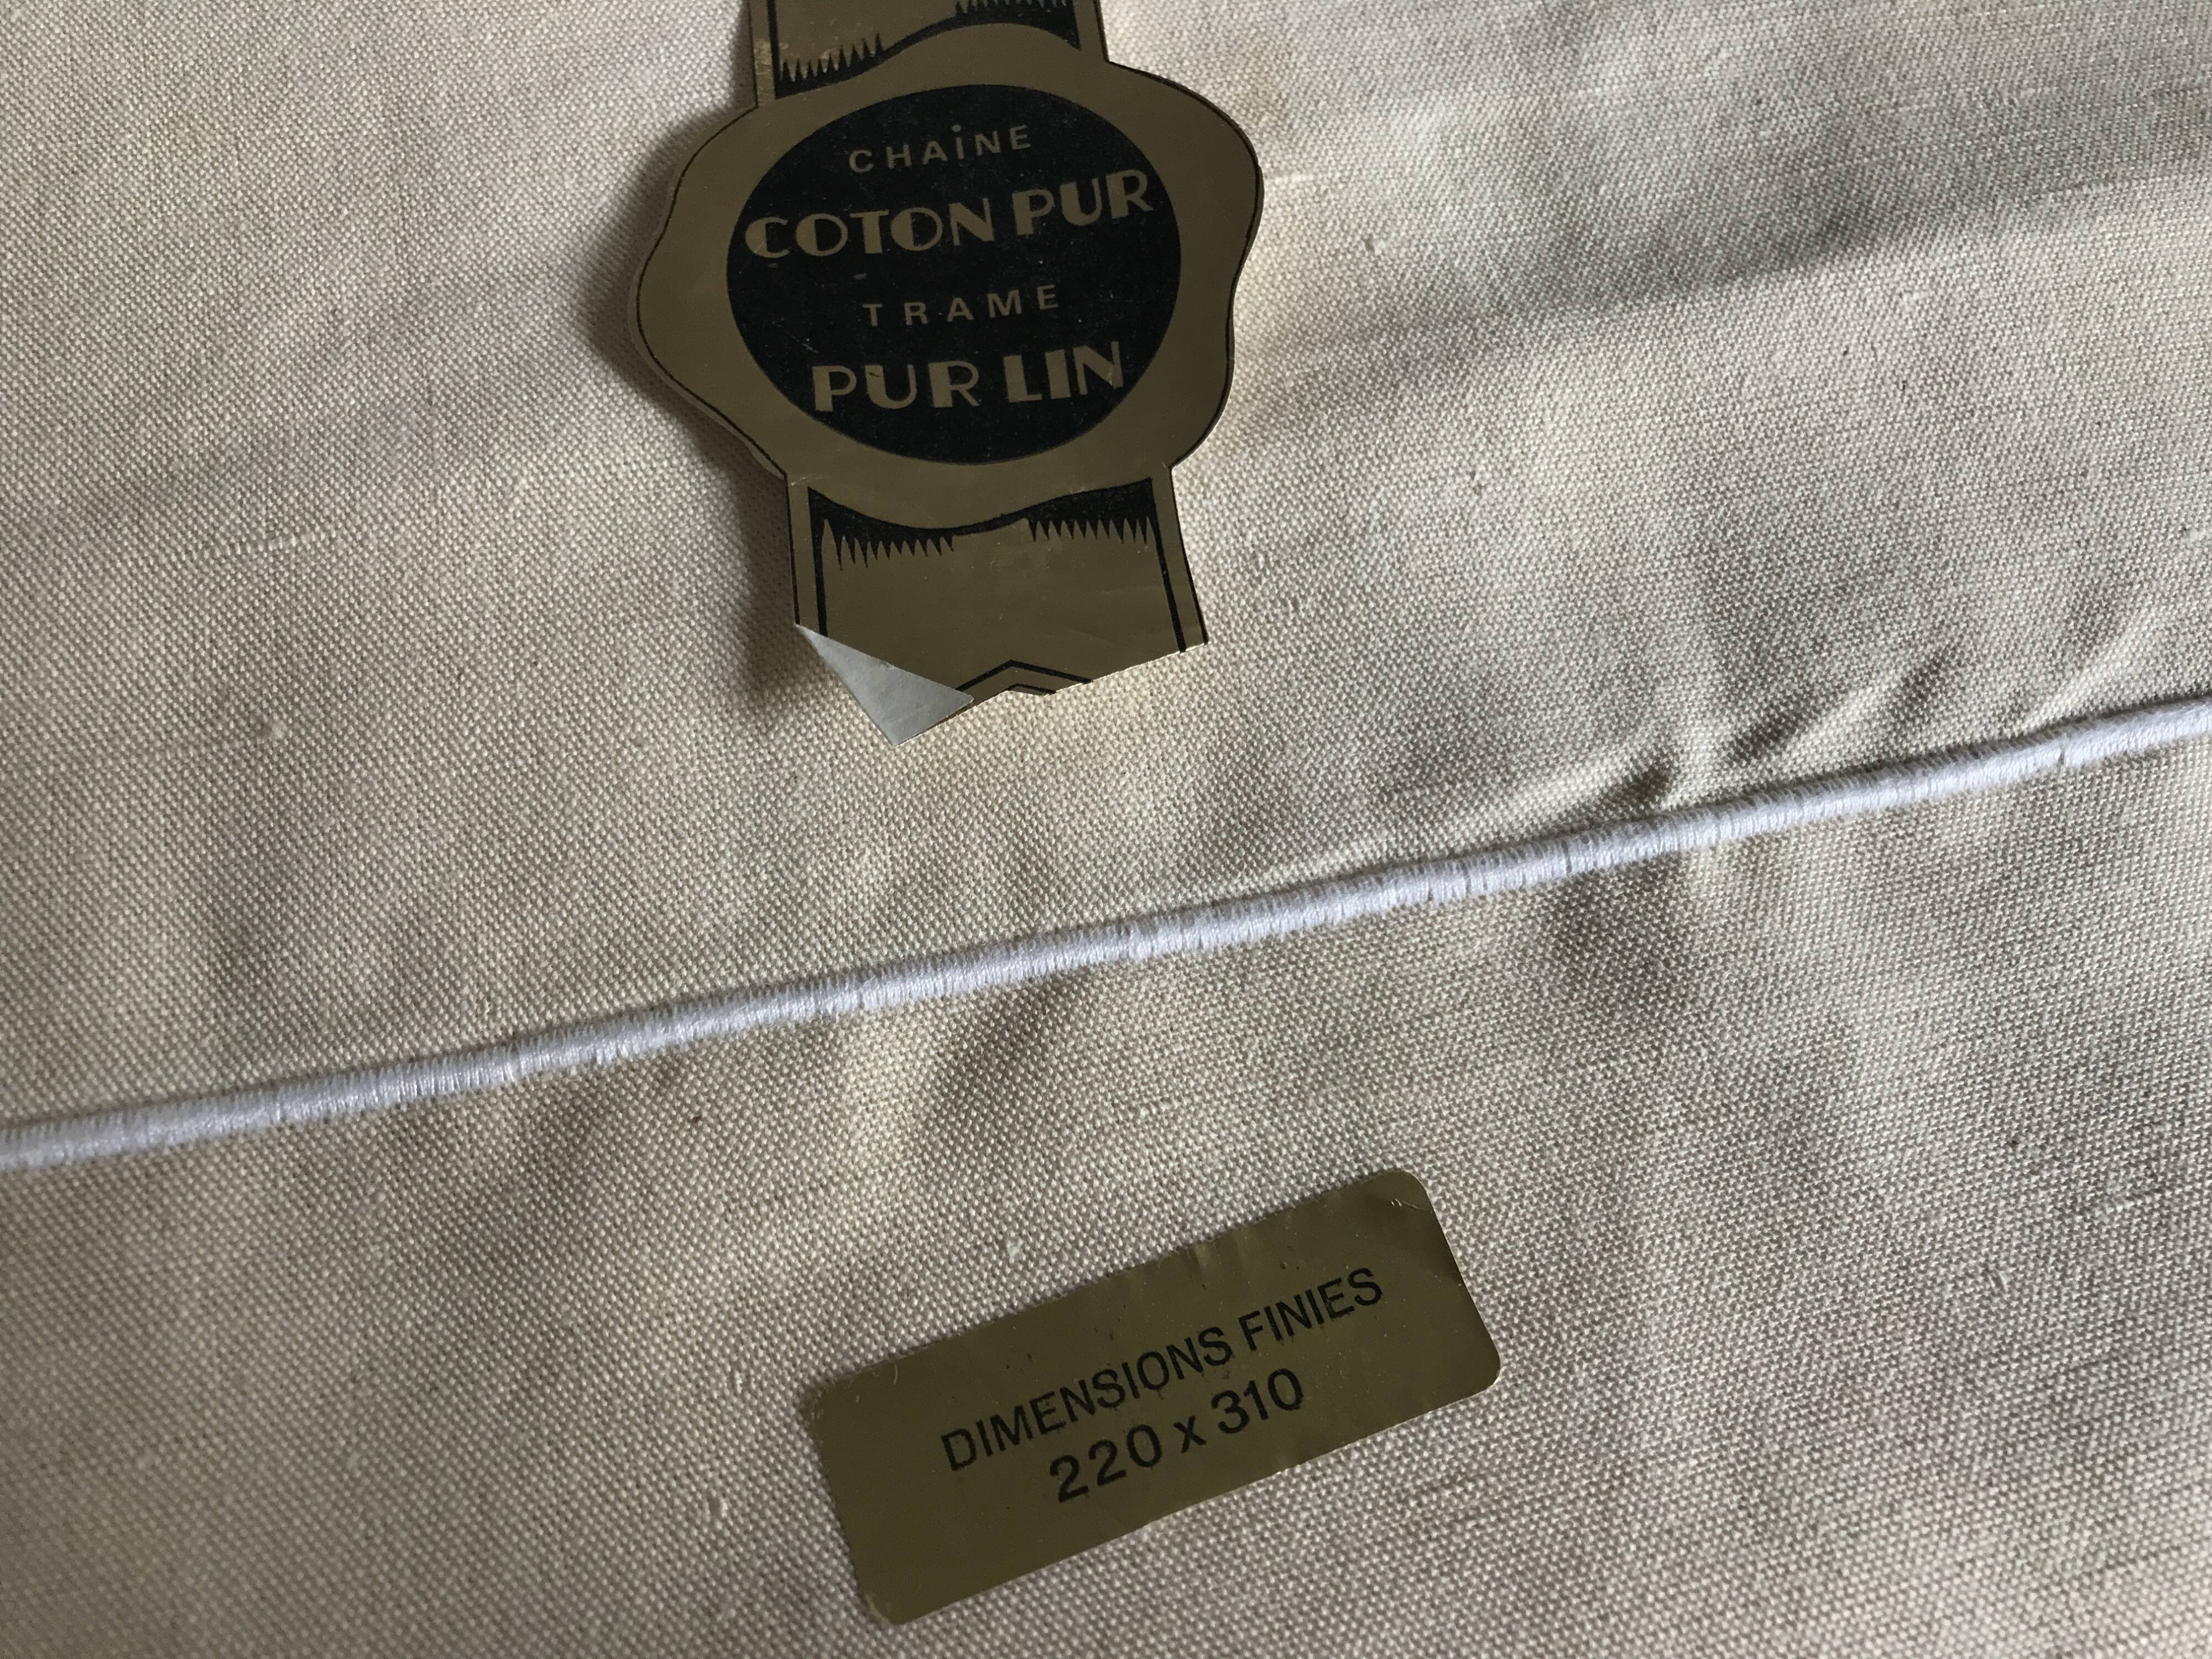 CHAiNE
COTON PUR
TRAME
PUR LIN
DIMENSIONS FINIES
220 x 310